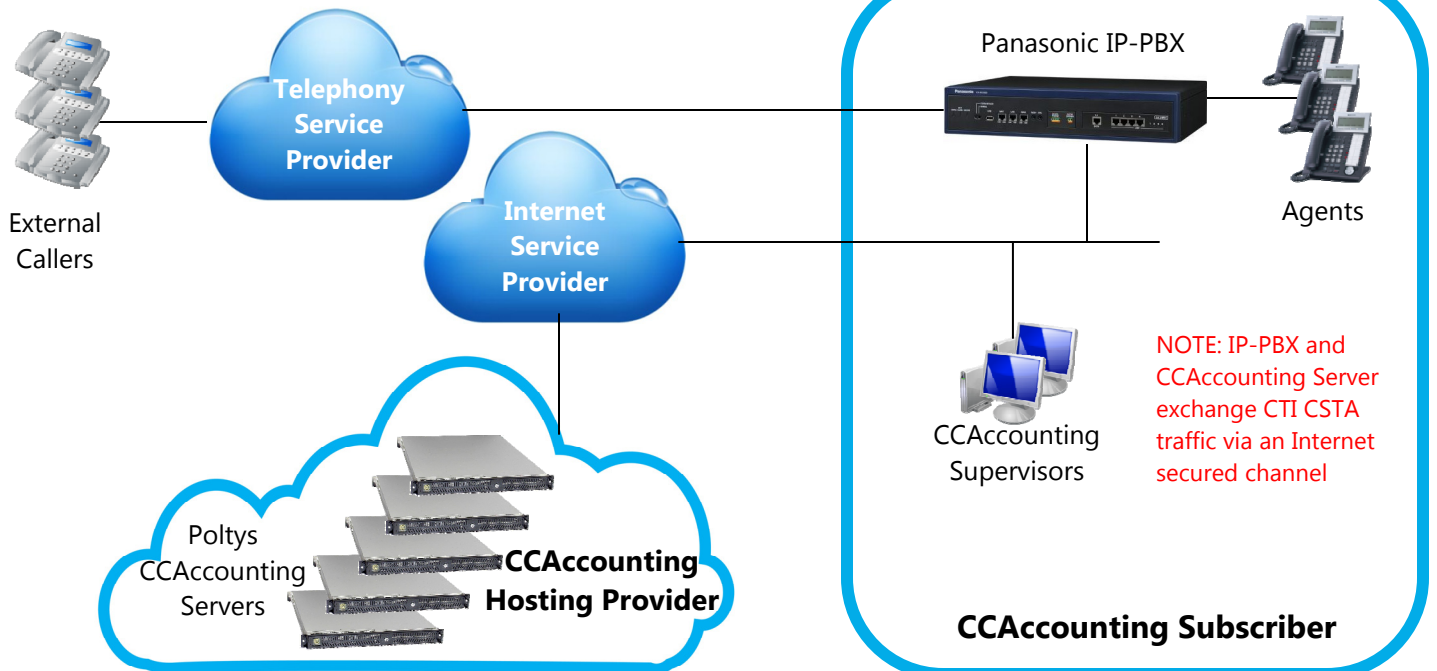 Panasonic IP-PBX
Telephony
Service
Provider
Panasonic
External
Callers
Internet
Service
Provider
Agents
NOTE: IP-PBX and
CCAccounting Server
exchange CTI CSTA
traffic via an Internet
secured channel
CCAccounting
Supervisors
Poltys
CCAccounting
Servers
CCAccounting
Hosting Provider
CCAccounting Subscriber